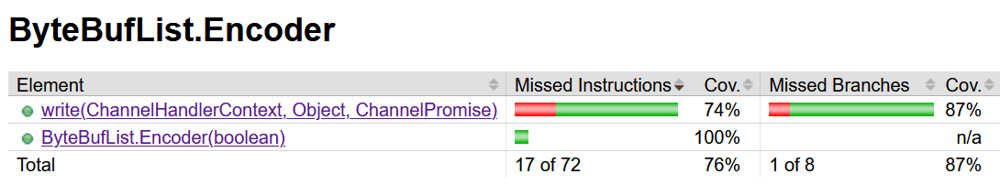 ByteBufList.Encoder
Element Missed Instructions Cov. Missed Branches Cov.
write(ChannelHandlerContext, Object, ChannelPromise) 74% 87%
ByteBufList.Encoder(boolean) 100% n/a
Total 17 of 72 76% 1 of 8 87%